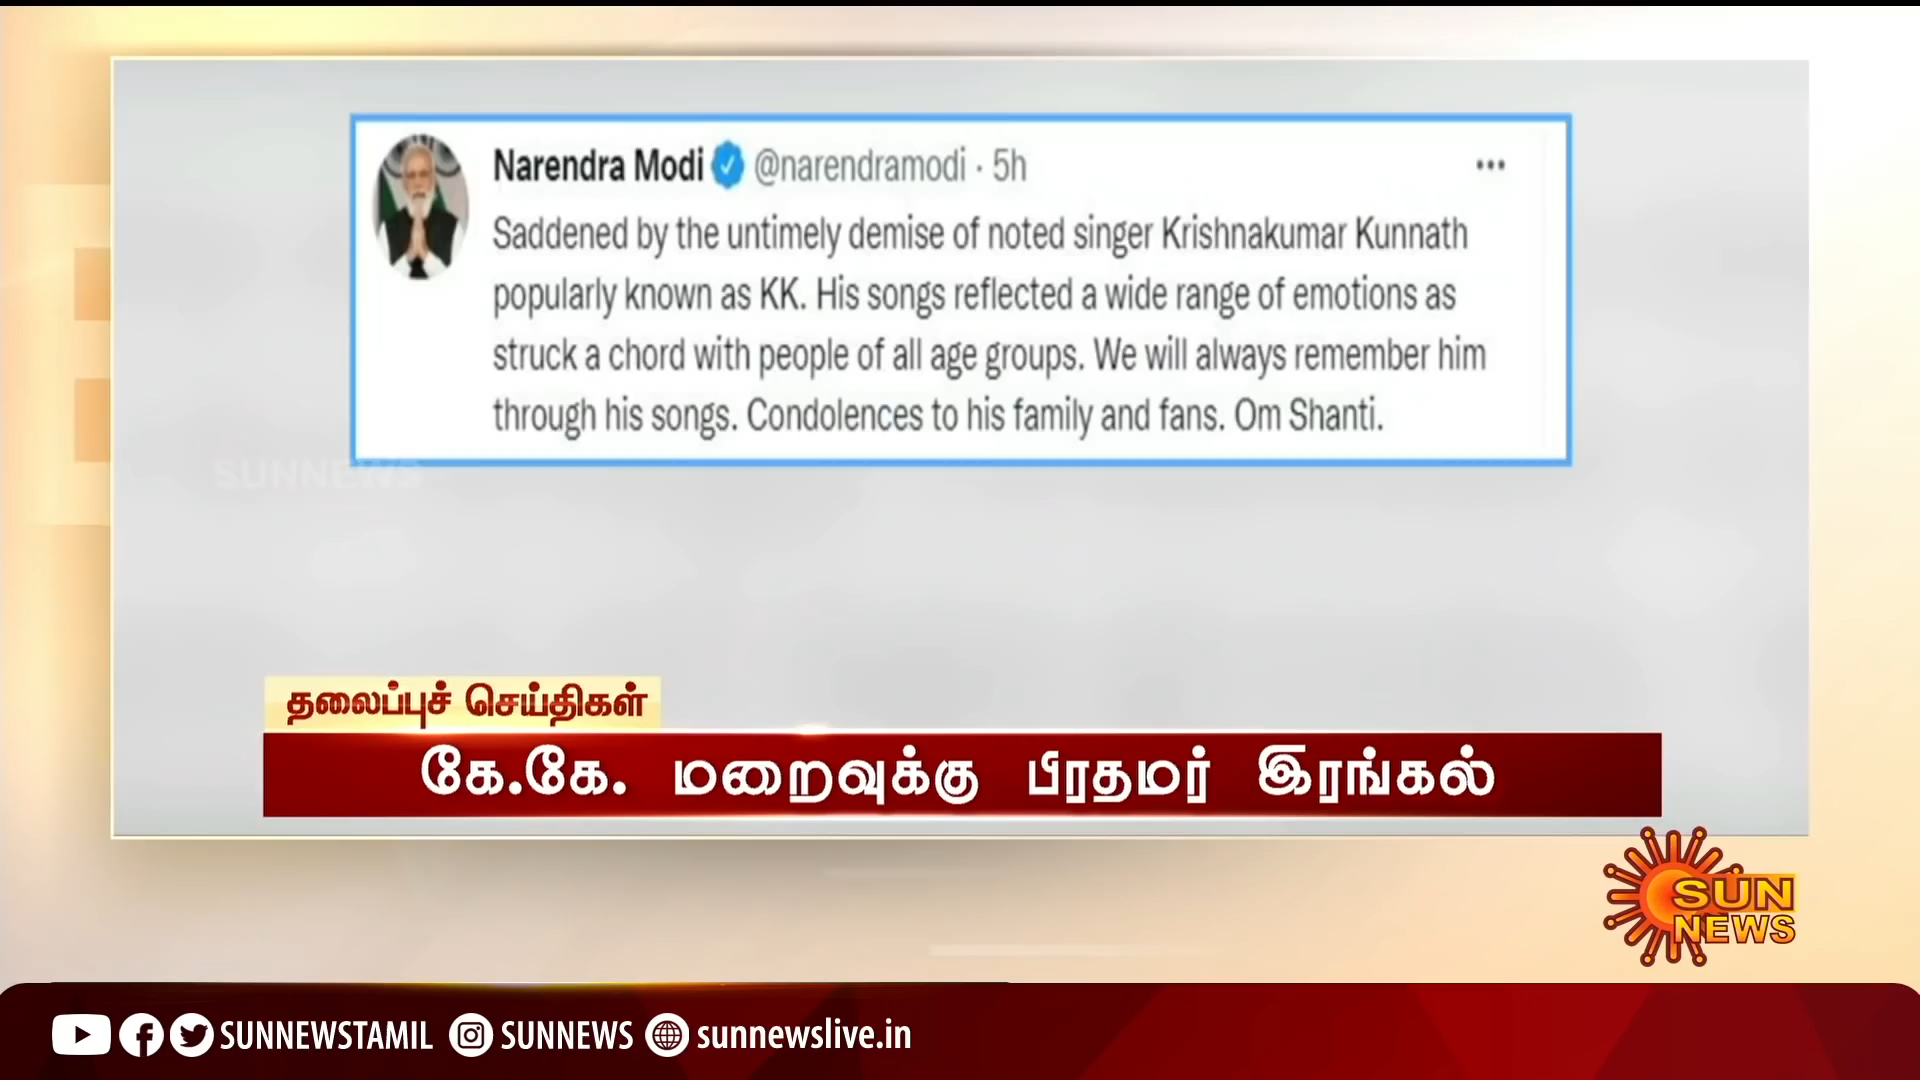 Narendra Modi @narendramodi · 5h
Saddened by the untimely demise of noted singer Krishnakumar Kunnath
popularly known as KK. His songs reflected a wide range of emotions as
struck a chord with people of all age groups. We will always remember him
through his songs. Condolences to his family and fans. Om Shanti.
SUNNEWS
தலைப்புச் செய்திகள்
கே.கே. மறைவுக்கு பிரதமர் இரங்கல்
SUN
NEWS
SUNNEWSTAMIL SUNNEWS sunnewslive.in